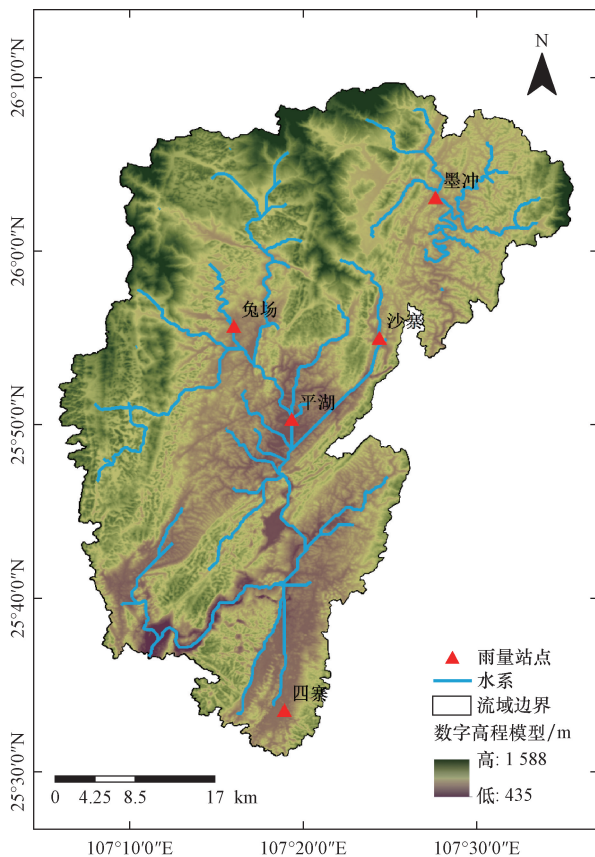 N
26°10′0″N
26°0′0″N
25°50′0″N
25°40′0″N
25°30′0″N
墨冲
兔场
沙寨
平湖
四寨
雨量站点
水系
流域边界
数字高程模型/m
高: 1 588
低: 435
0 4.25 8.5 17 km
107°10′0″E 107°20′0″E 107°30′0″E